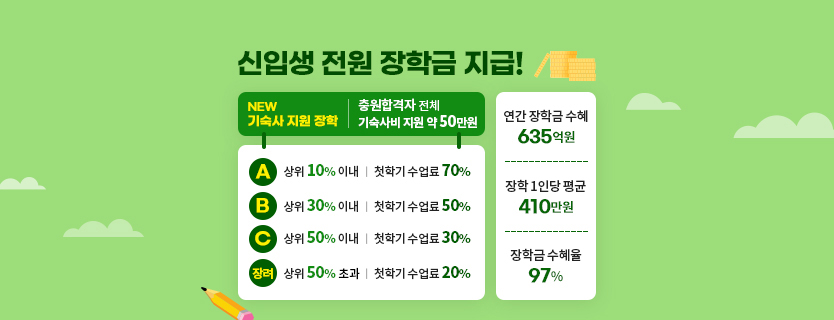 신입생 전원 장학금 지급!
NEW
기숙사 지원 장학
충원합격자 전체
기숙사비 지원 약 50만원
A 상위 10% 이내 | 첫학기 수업료 70%
B 상위 30% 이내 | 첫학기 수업료 50%
C 상위 50% 이내 | 첫학기 수업료 30%
장려 상위 50% 초과 | 첫학기 수업료 20%
연간 장학금 수혜
635억원
장학 1인당 평균
410만원
장학금 수혜율
97%